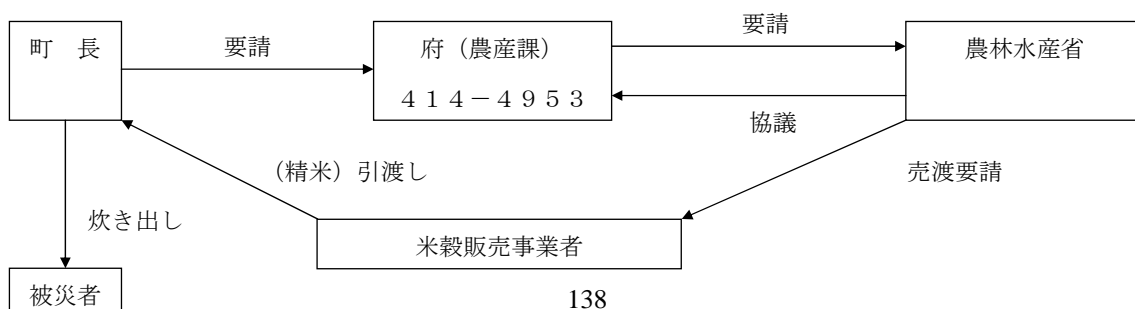 町 長
要請
府（農産課）
４１４－４９５３
要請
農林水産省
協議
（精米）引渡し
売渡要請
炊き出し
米穀販売事業者
被災者
138